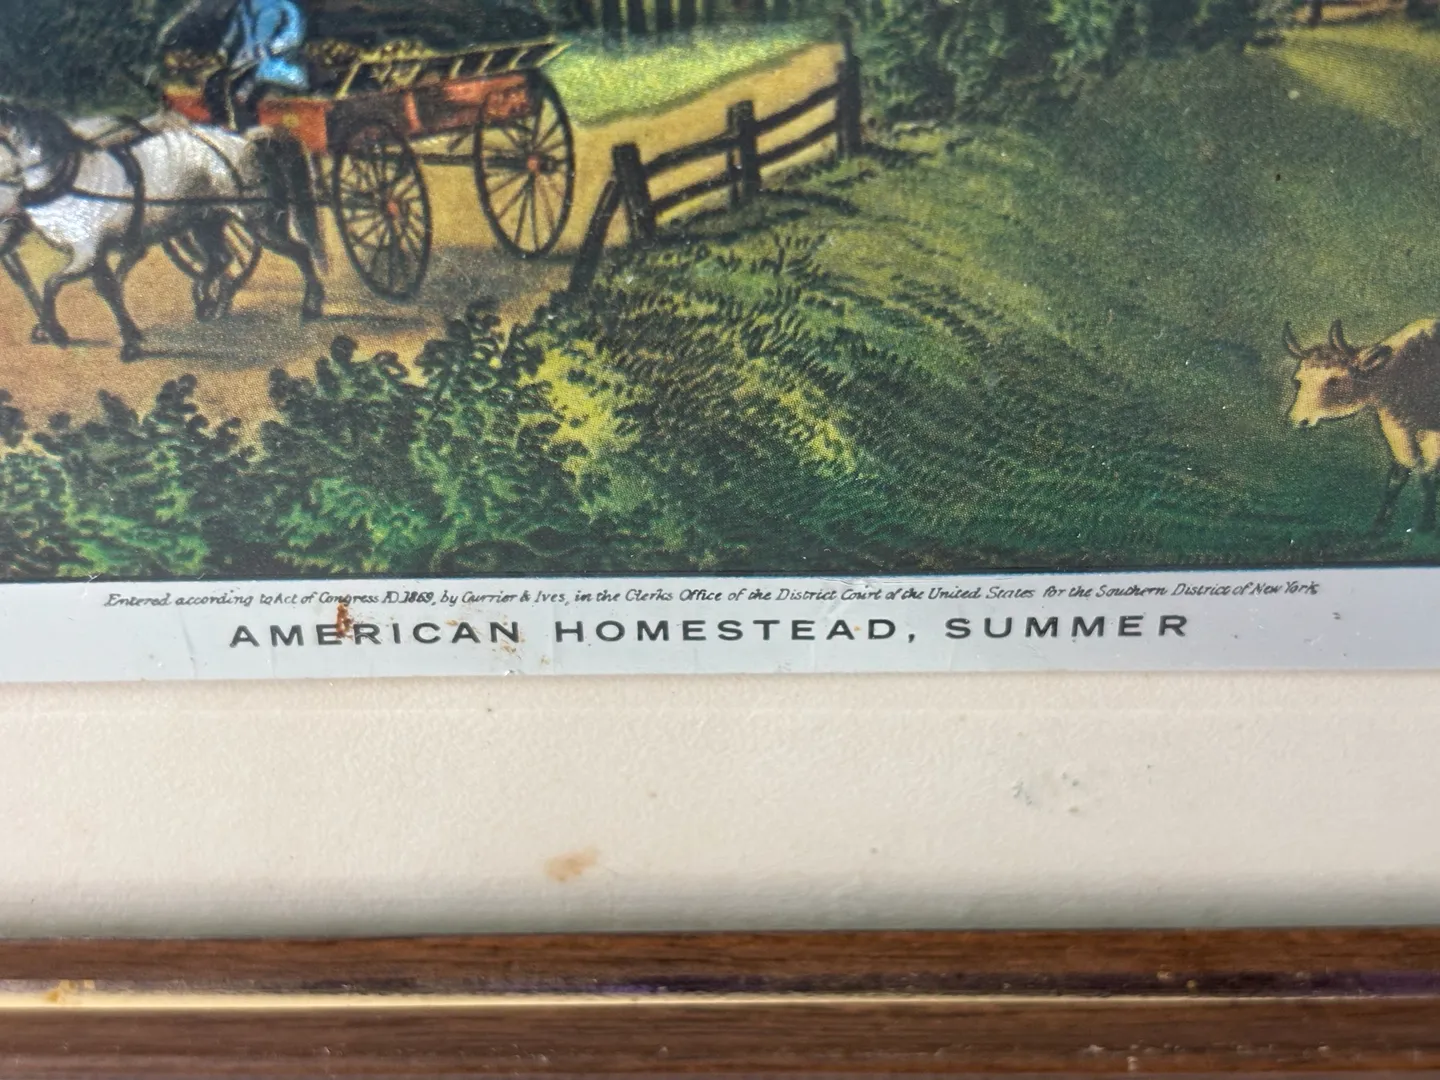 Entered according to Act of Congress AD. 1869, by Currier & Ives, in the Clerks Office of the District Court of the United States for the Southern District of New York
AMERICAN HOMESTEAD, SUMMER